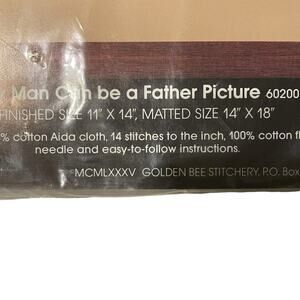 Man Can be a Father Picture 60200
FINISHED SIZE 11" X 14", MATTED SIZE 14" X 18"
% cotton Aida cloth, 14 stitches to the inch, 100% cotton fl
needle and easy-to-follow instructions.
MCMLXXXV GOLDEN BEE STITCHERY, P.O. Box